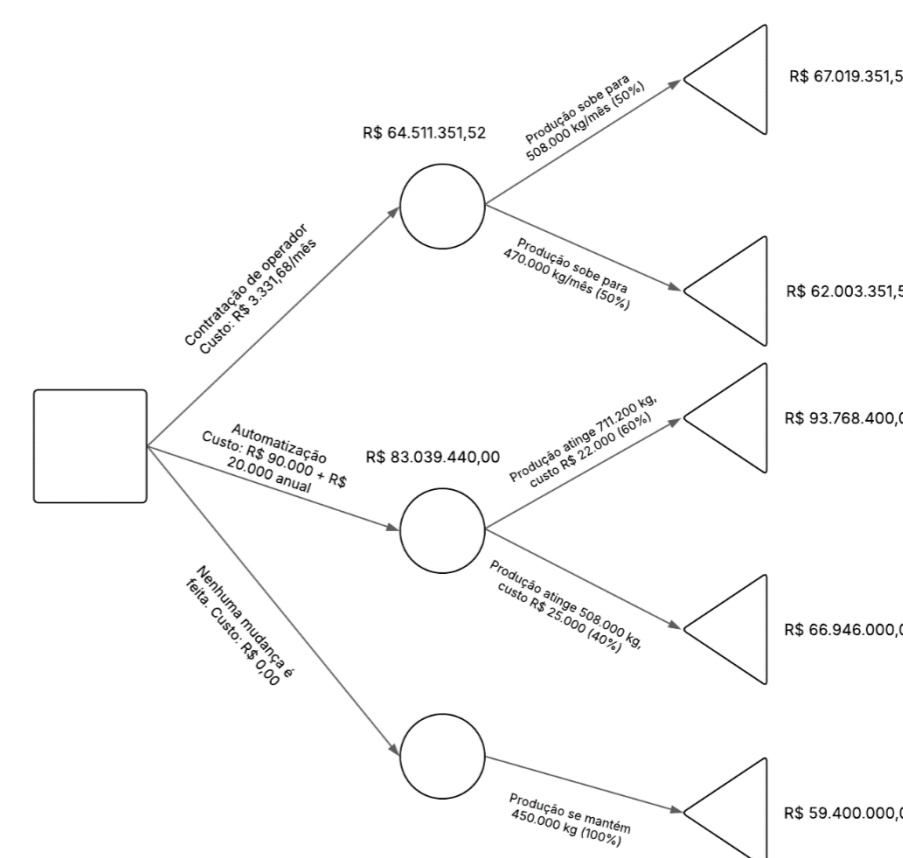 R$ 67.019.351,5
Produção sobe para
508.000 kg/mês (50%)
R$ 64.511.351,52
Contratação de operador
Custo: R$ 3.331,68/mês
Produção sobe para
470.000 kg/mês (50%)
R$ 62.003.351,5
Produção atinge 711.200 kg,
custo R$ 22.000 (60%)
R$ 93.768.400,0
Automatização
Custo: R$ 90.000 + R$
20.000 anual
R$ 83.039.440,00
Produção atinge 508.000 kg,
custo R$ 25.000 (40%)
R$ 66.946.000,0
Nenhuma mudança é
feita. Custo: R$ 0,00
Produção se mantém
450.000 kg (100%)
R$ 59.400.000,0